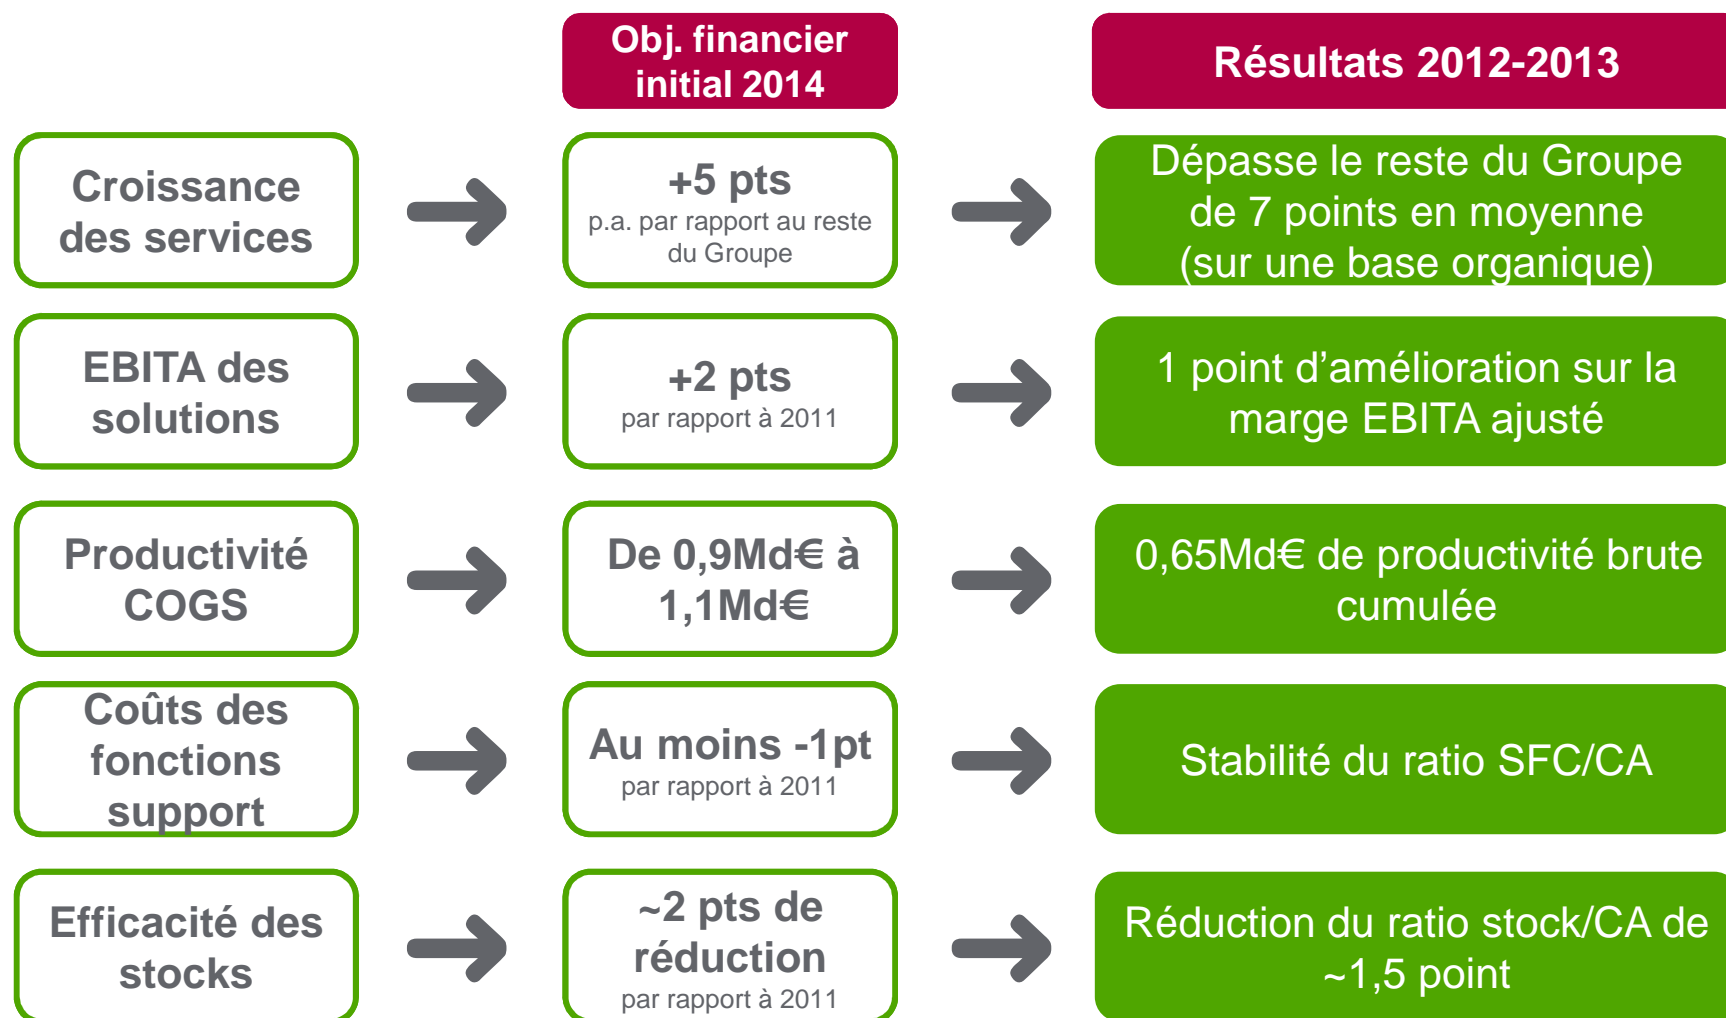 Obj. financier
initial 2014
Résultats 2012-2013
Croissance
des services
+5 pts
p.a. par rapport au reste
du Groupe
Dépasse le reste du Groupe
de 7 points en moyenne
(sur une base organique)
EBITA des
solutions
+2 pts
par rapport à 2011
1 point d’amélioration sur la
marge EBITA ajusté
Productivité
COGS
De 0,9Md€ à
1,1Md€
0,65Md€ de productivité brute
cumulée
Coûts des
fonctions
support
Au moins -1pt
par rapport à 2011
Stabilité du ratio SFC/CA
Efficacité des
stocks
~2 pts de
réduction
par rapport à 2011
Réduction du ratio stock/CA de
~1,5 point